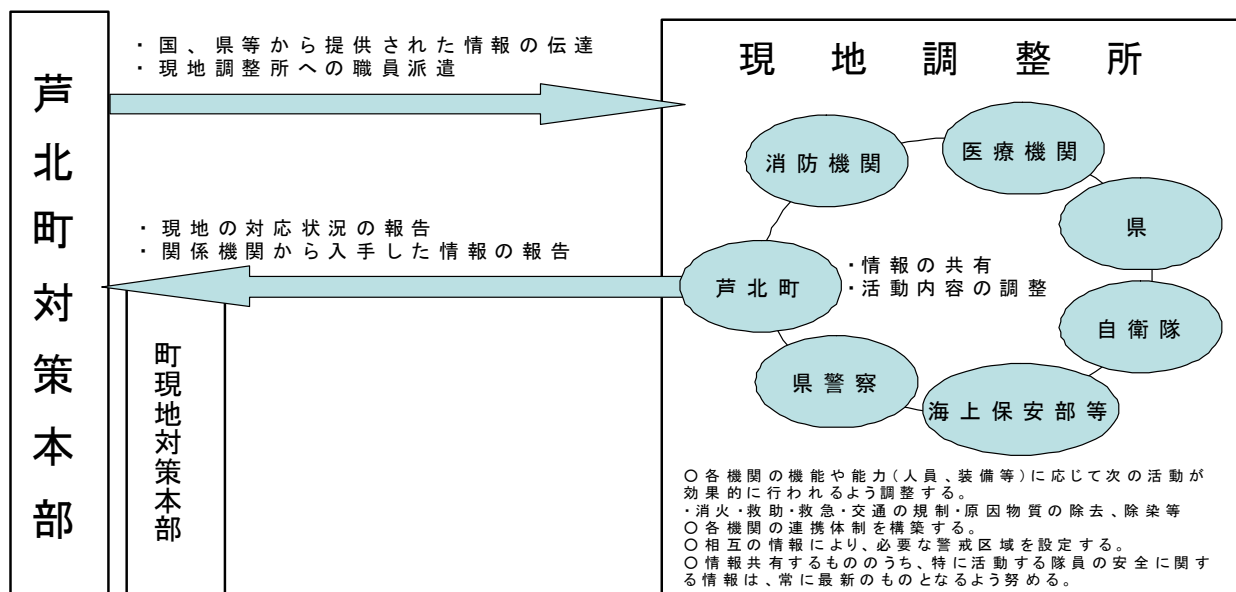 芦北町対策本部
・国、県等から提供された情報の伝達
・現地調整所への職員派遣
・現地の対応状況の報告
・関係機関から入手した情報の報告
町現地対策本部
現地調整所
消防機関
医療機関
県
芦北町
・情報の共有
・活動内容の調整
自衛隊
県警察
海上保安部等
〇各機関の機能や能力(人員、装備等)に応じて次の活動が
効果的に行われるよう調整する。
・消火・救助・救急・交通の規制・原因物質の除去、除染等
〇各機関の連携体制を構築する。
〇相互の情報により、必要な警戒区域を設定する。
〇情報共有するもののうち、特に活動する隊員の安全に関す
る情報は、常に最新のものとなるよう努める。